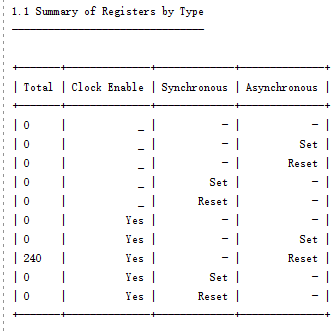 1.1 Summary of Registers by Type
--------------------------------
+-------+--------------+-------------+--------------+
| Total | Clock Enable | Synchronous | Asynchronous |
+-------+--------------+-------------+--------------+
| 0     |            _ |           - |            - |
| 0     |            _ |           - |          Set |
| 0     |            _ |           - |        Reset |
| 0     |            _ |         Set |            - |
| 0     |            _ |       Reset |            - |
| 0     |          Yes |           - |            - |
| 0     |          Yes |           - |          Set |
| 240   |          Yes |           - |        Reset |
| 0     |          Yes |         Set |            - |
| 0     |          Yes |       Reset |            - |
+-------+--------------+-------------+--------------+